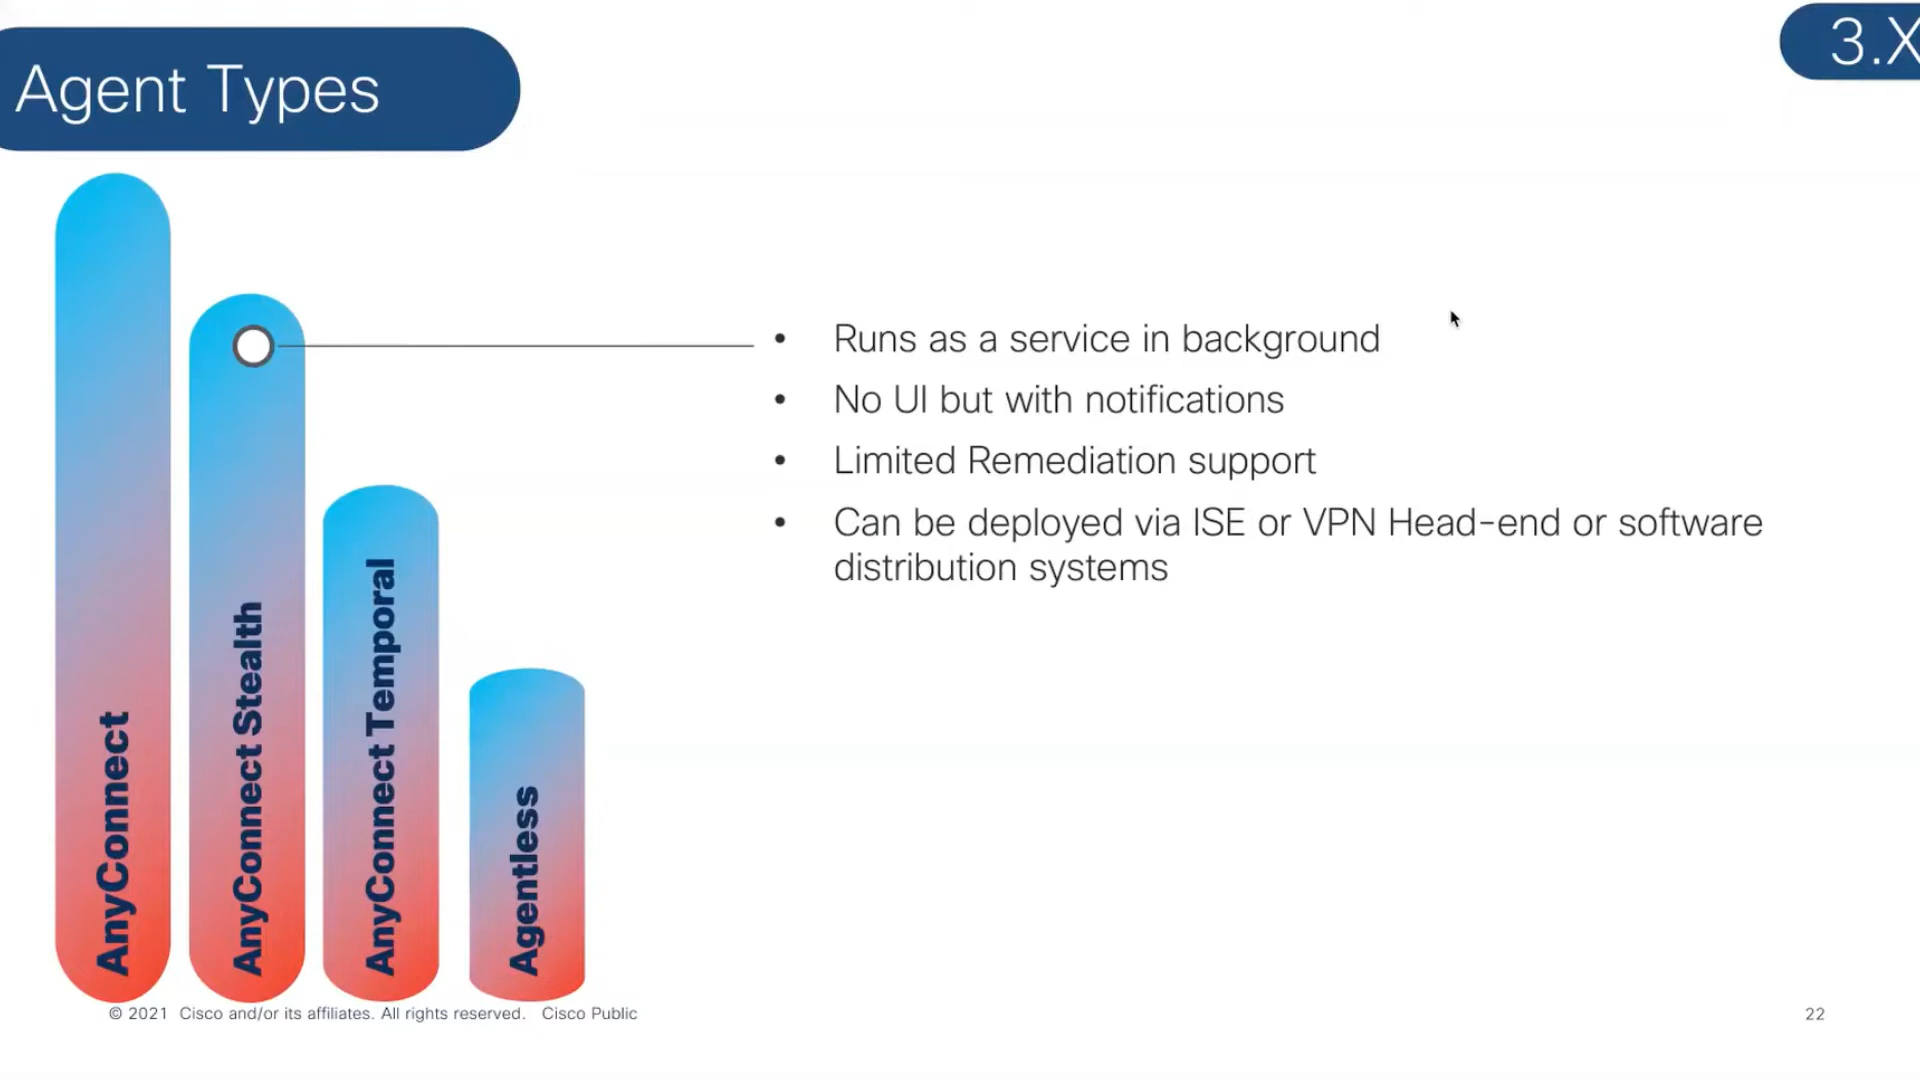 Agent Types
3.X
• Runs as a service in background
• No UI but with notifications
• Limited Remediation support
• Can be deployed via ISE or VPN Head-end or software
distribution systems
AnyConnect
AnyConnect Stealth
AnyConnect Temporal
Agentless
© 2021 Cisco and/or its affiliates. All rights reserved. Cisco Public
22